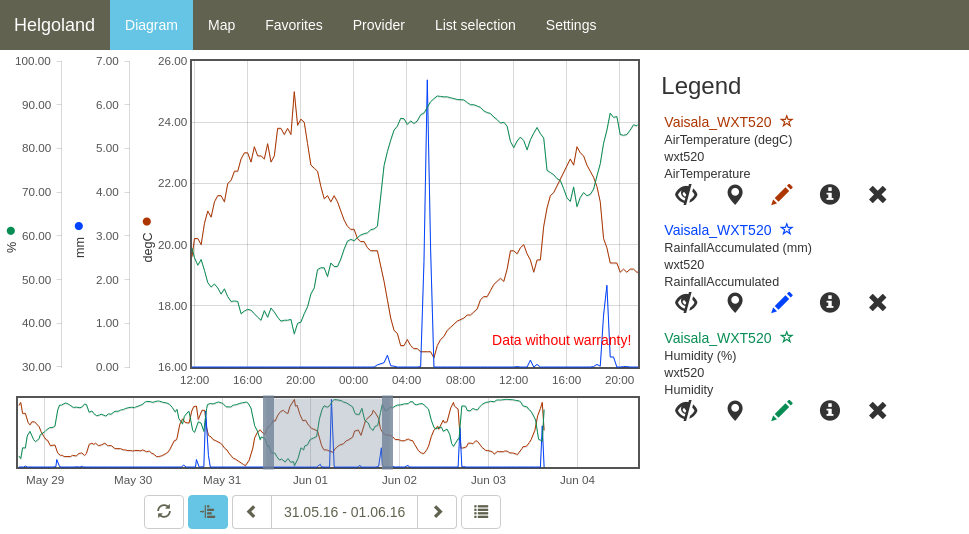 Helgoland Diagram Map Favorites Provider List selection Settings
100.00 7.00 26.00
90.00 6.00 24.00
80.00 5.00
70.00 4.00 22.00
60.00 3.00 20.00
50.00 2.00
40.00 1.00 18.00
30.00 0.00 16.00
% mm degC
Data without warranty!
12:00 16:00 20:00 00:00 04:00 08:00 12:00 16:00 20:00
May 29 May 30 May 31 Jun 01 Jun 02 Jun 03 Jun 04
31.05.16 - 01.06.16
Legend
Vaisala_WXT520
AirTemperature (degC)
wxt520
AirTemperature
Vaisala_WXT520
RainfallAccumulated (mm)
wxt520
RainfallAccumulated
Vaisala_WXT520
Humidity (%)
wxt520
Humidity